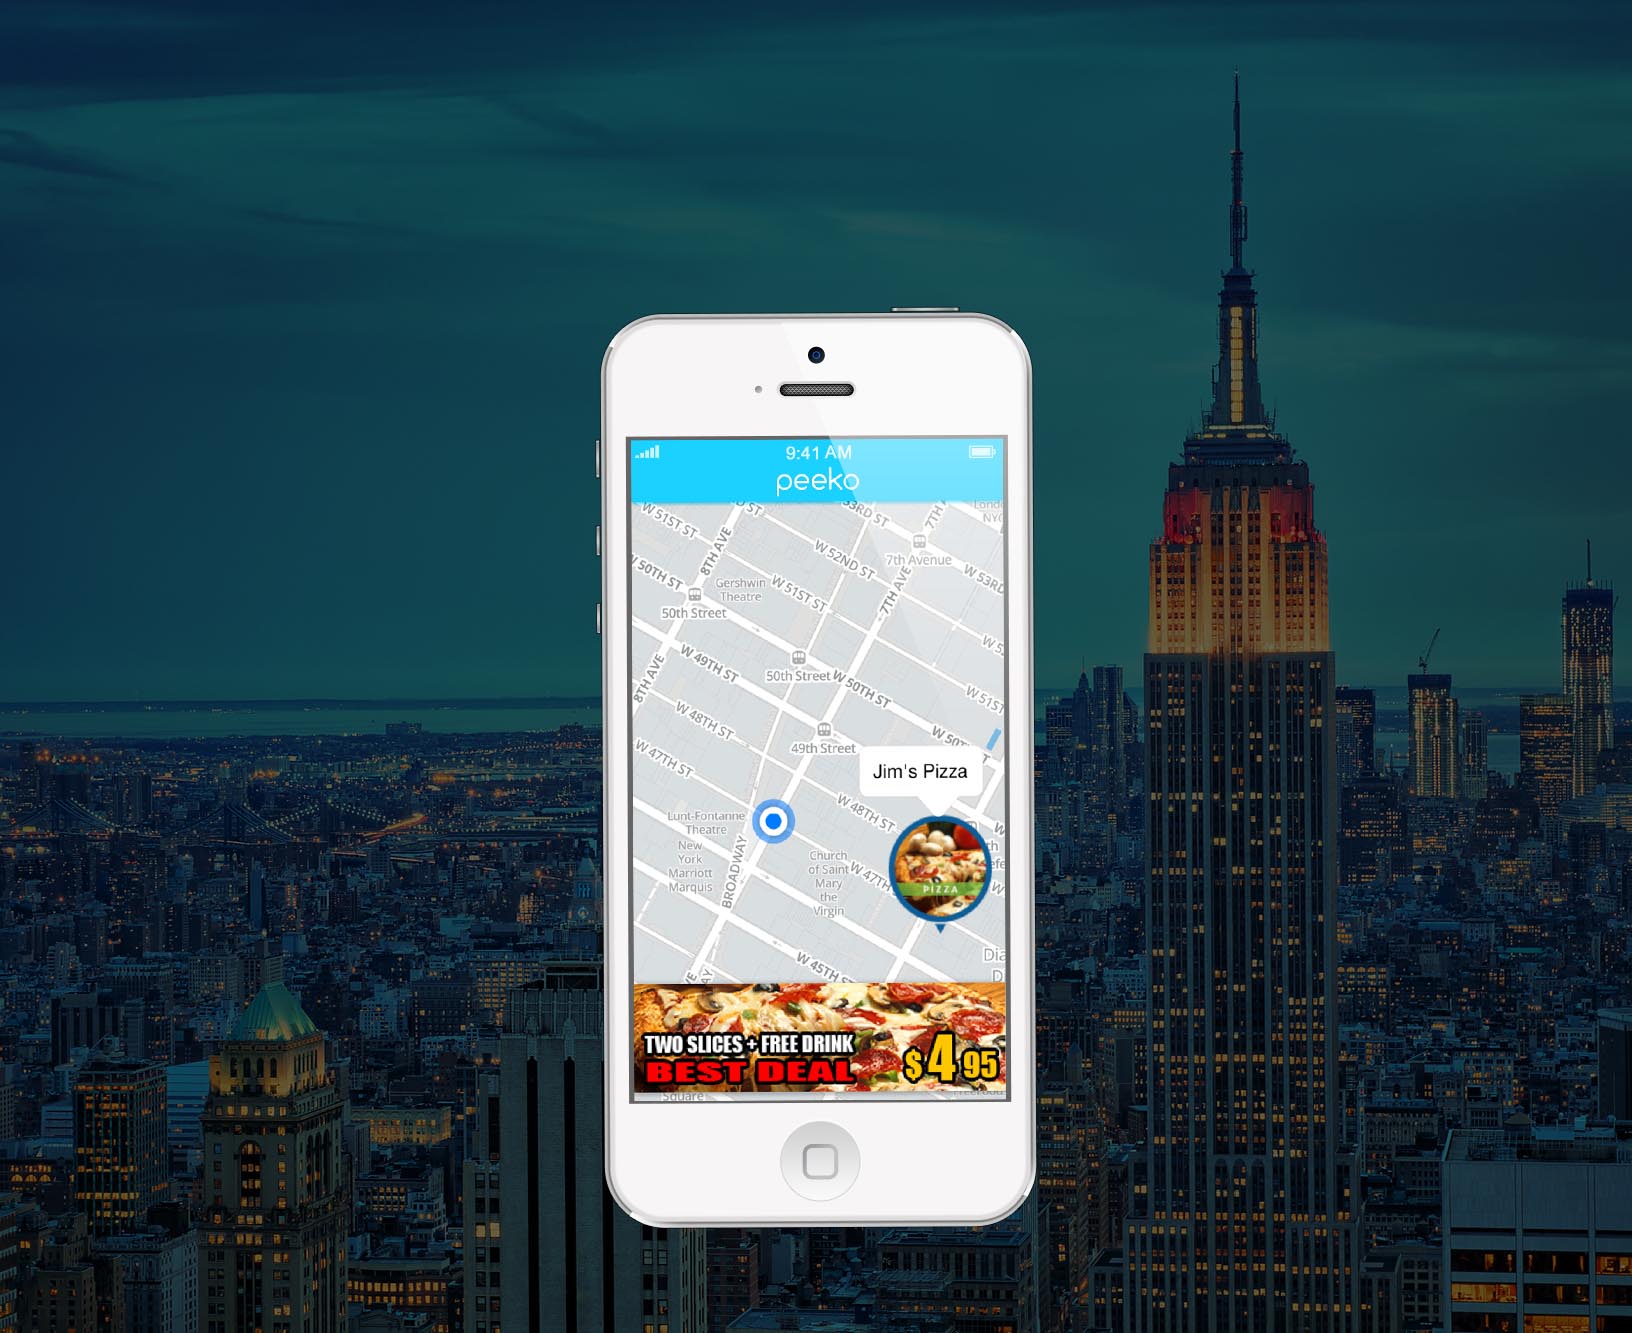 9:41 AM
peeko
W 51ST ST
8TH AVE
53RD ST
7TH
NYC
W 52ND ST
7th Avenue
W 53RD
W 50TH ST
Gershwin
Theatre
W 51ST ST
7TH AVE
50th Street
W 49TH ST
50th Street
W 50TH ST
8TH AVE
W 51ST
W 48TH ST
49th Street
W 50T
W 47TH ST
Jim's Pizza
W 48TH ST
Lunt-Fontanne
Theatre
New
York
Marriott
Marquis
BROADWAY
Church
of Saint
Mary
the
Virgin
W 47TH
PIZZA
W 45TH ST
TWO SLICES + FREE DRINK
BEST DEAL
$4.95
Square